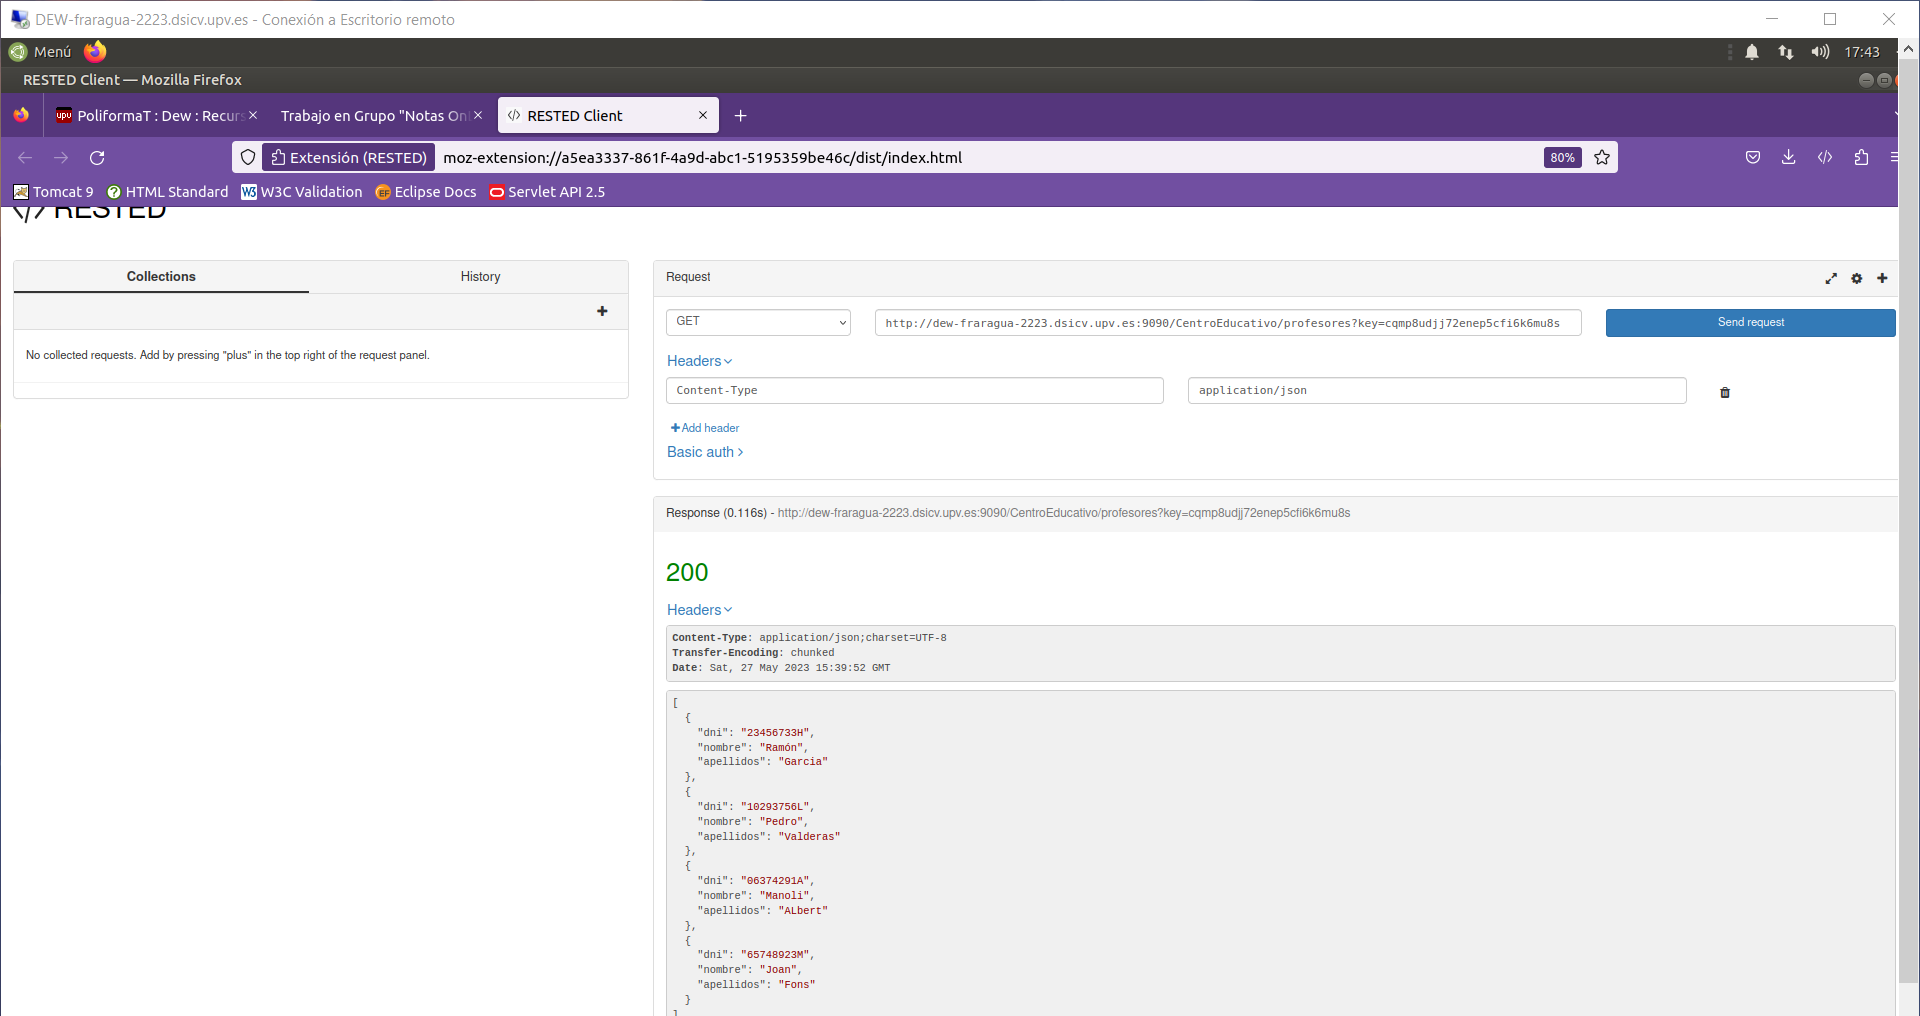 DEW-fraragua-2223.dsicv.upv.es - Conexión a Escritorio remoto
Menú
17:43
RESTED Client — Mozilla Firefox
upv PoliformaT : Dew : Recurs
Trabajo en Grupo "Notas Onl
RESTED Client
Extensión (RESTED)
moz-extension://a5ea3337-861f-4a9d-abc1-5195359be46c/dist/index.html
80%
Tomcat 9
HTML Standard
W3C Validation
Eclipse Docs
Servlet API 2.5
</> RESTED
Collections
History
No collected requests. Add by pressing "plus" in the top right of the request panel.
Request
GET
http://dew-fraragua-2223.dsicv.upv.es:9090/CentroEducativo/profesores?key=cqmp8udjj72enep5cfi6k6mu8s
Send request
Headers
Content-Type
application/json
Add header
Basic auth
Response (0.116s) - http://dew-fraragua-2223.dsicv.upv.es:9090/CentroEducativo/profesores?key=cqmp8udjj72enep5cfi6k6mu8s
200
Headers
Content-Type: application/json;charset=UTF-8
Transfer-Encoding: chunked
Date: Sat, 27 May 2023 15:39:52 GMT
[
{
"dni": "23456733H",
"nombre": "Ramón",
"apellidos": "Garcia"
},
{
"dni": "10293756L",
"nombre": "Pedro",
"apellidos": "Valderas"
},
{
"dni": "06374291A",
"nombre": "Manoli",
"apellidos": "ALbert"
},
{
"dni": "65748923M",
"nombre": "Joan",
"apellidos": "Fons"
}
]